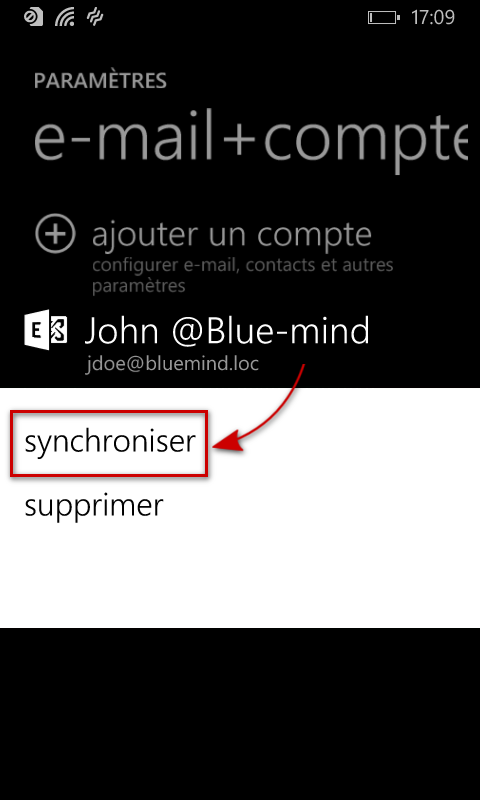 17:09
PARAMÈTRES
e-mail+compte
ajouter un compte
configurer e-mail, contacts et autres
paramètres
E
John @Blue-mind
jdoe@bluemind.loc
synchroniser
supprimer